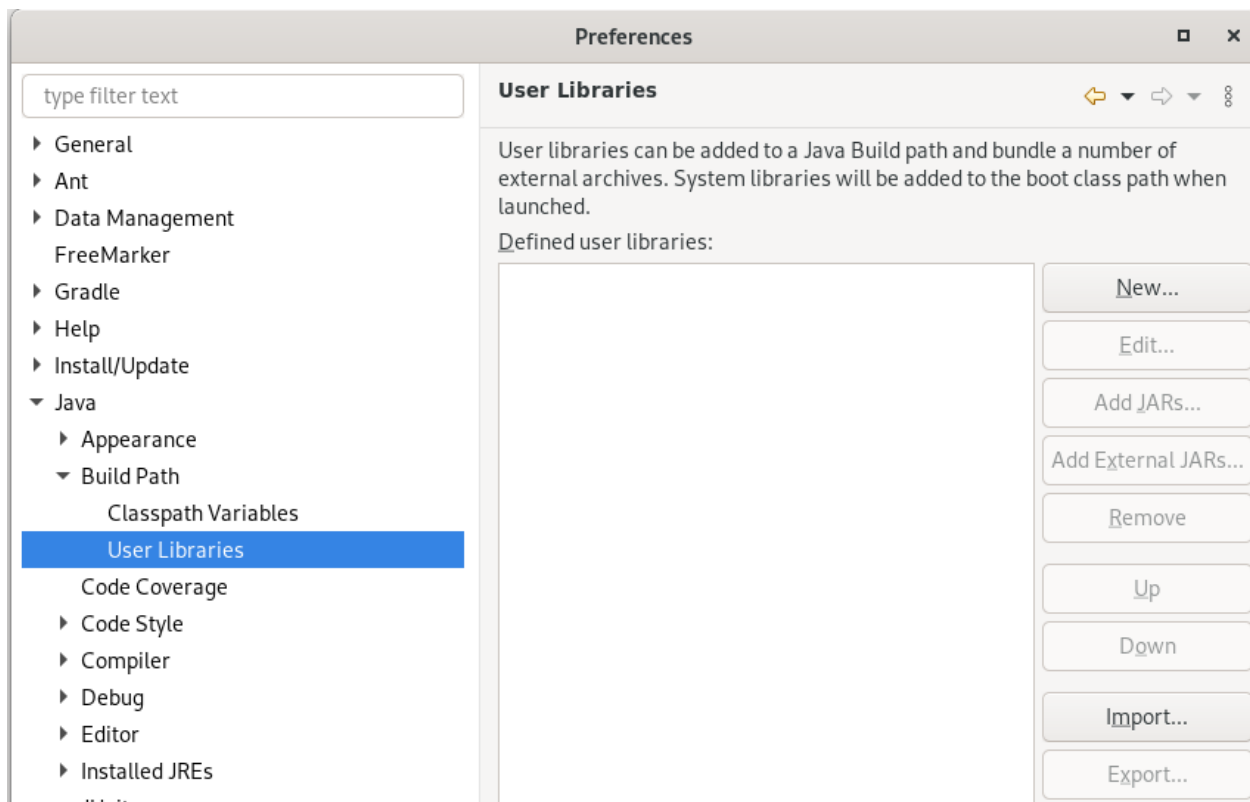 Preferences
type filter text
General
Ant
Data Management
FreeMarker
Gradle
Help
Install/Update
Java
Appearance
Build Path
Classpath Variables
User Libraries
Code Coverage
Code Style
Compiler
Debug
Editor
Installed JREs
User Libraries
User libraries can be added to a Java Build path and bundle a number of
external archives. System libraries will be added to the boot class path when
launched.
Defined user libraries:
New...
Edit...
Add JARs...
Add External JARs...
Remove
Up
Down
Import...
Export...